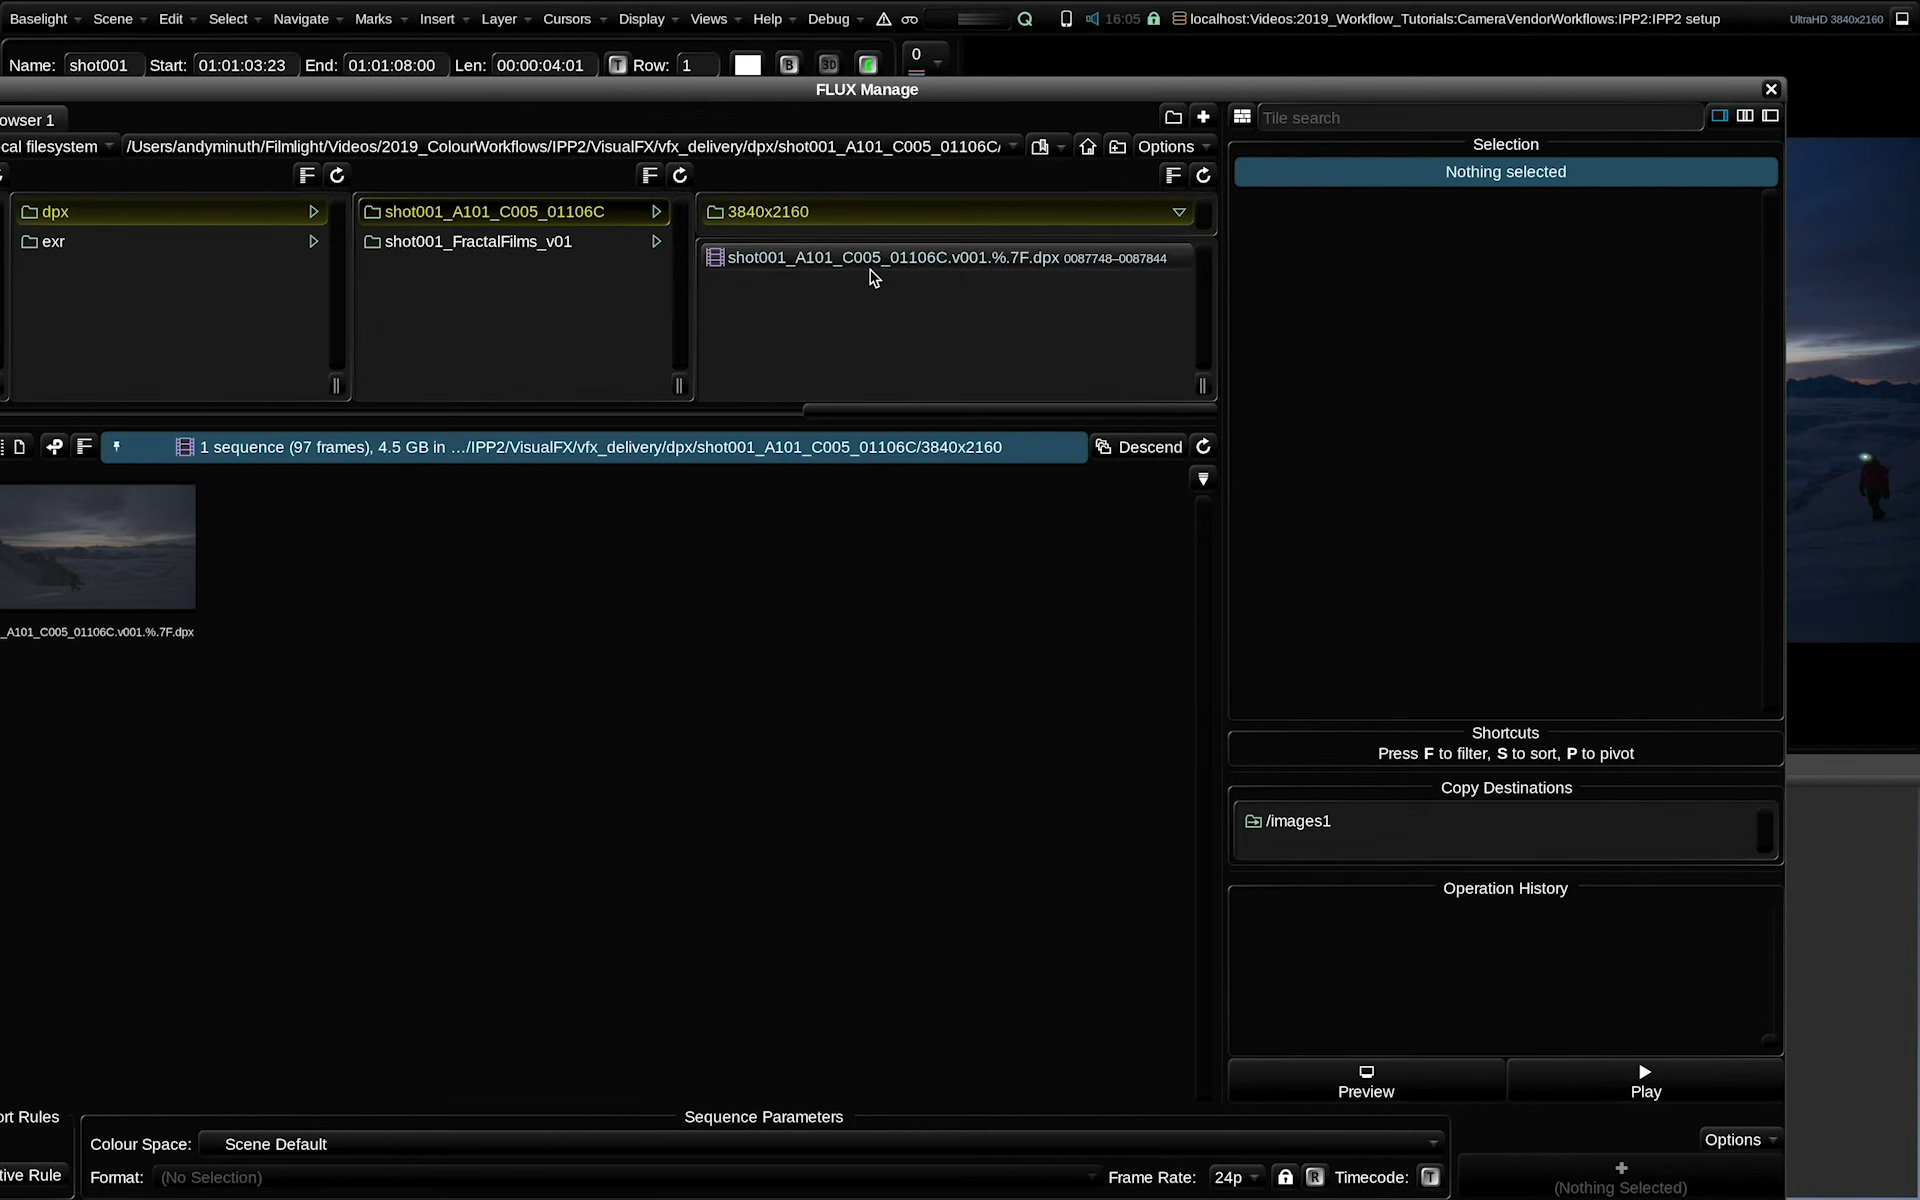 Baselight Scene Edit Select Navigate Marks Insert Layer Cursors Display Views Help Debug 16:05 localhost:Videos:2019_Workflow_Tutorials:CameraVendorWorkflows:IPP2:IPP2 setup UltraHD 3840x2160
Name: shot001 Start: 01:01:03:23 End: 01:01:08:00 Len: 00:00:04:01 T Row: 1 B 3D 0
FLUX Manage
owser 1
Tile search
cal filesystem /Users/andyminuth/Filmlight/Videos/2019_ColourWorkflows/IPP2/VisualFX/vfx_delivery/dpx/shot001_A101_C005_01106C/ Options
Selection
Nothing selected
dpx shot001_A101_C005_01106C 3840x2160
exr shot001_FractalFilms_v01
shot001_A101_C005_01106C.v001.%.7F.dpx 0087748–0087844
1 sequence (97 frames), 4.5 GB in …/IPP2/VisualFX/vfx_delivery/dpx/shot001_A101_C005_01106C/3840x2160 Descend
_A101_C005_01106C.v001.%.7F.dpx
Shortcuts
Press F to filter, S to sort, P to pivot
Copy Destinations
/images1
Operation History
Preview Play
ort Rules Sequence Parameters
Colour Space: Scene Default Options
tive Rule Format: (No Selection) Frame Rate: 24p R Timecode: T
(Nothing Selected)